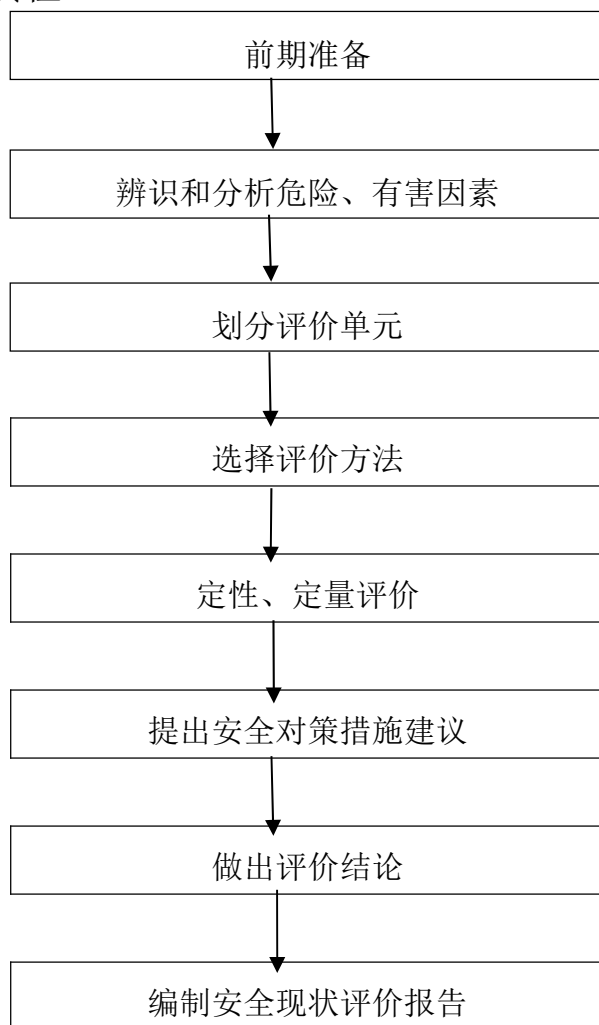 前期准备
辨识和分析危险、有害因素
划分评价单元
选择评价方法
定性、定量评价
提出安全对策措施建议
做出评价结论
编制安全现状评价报告